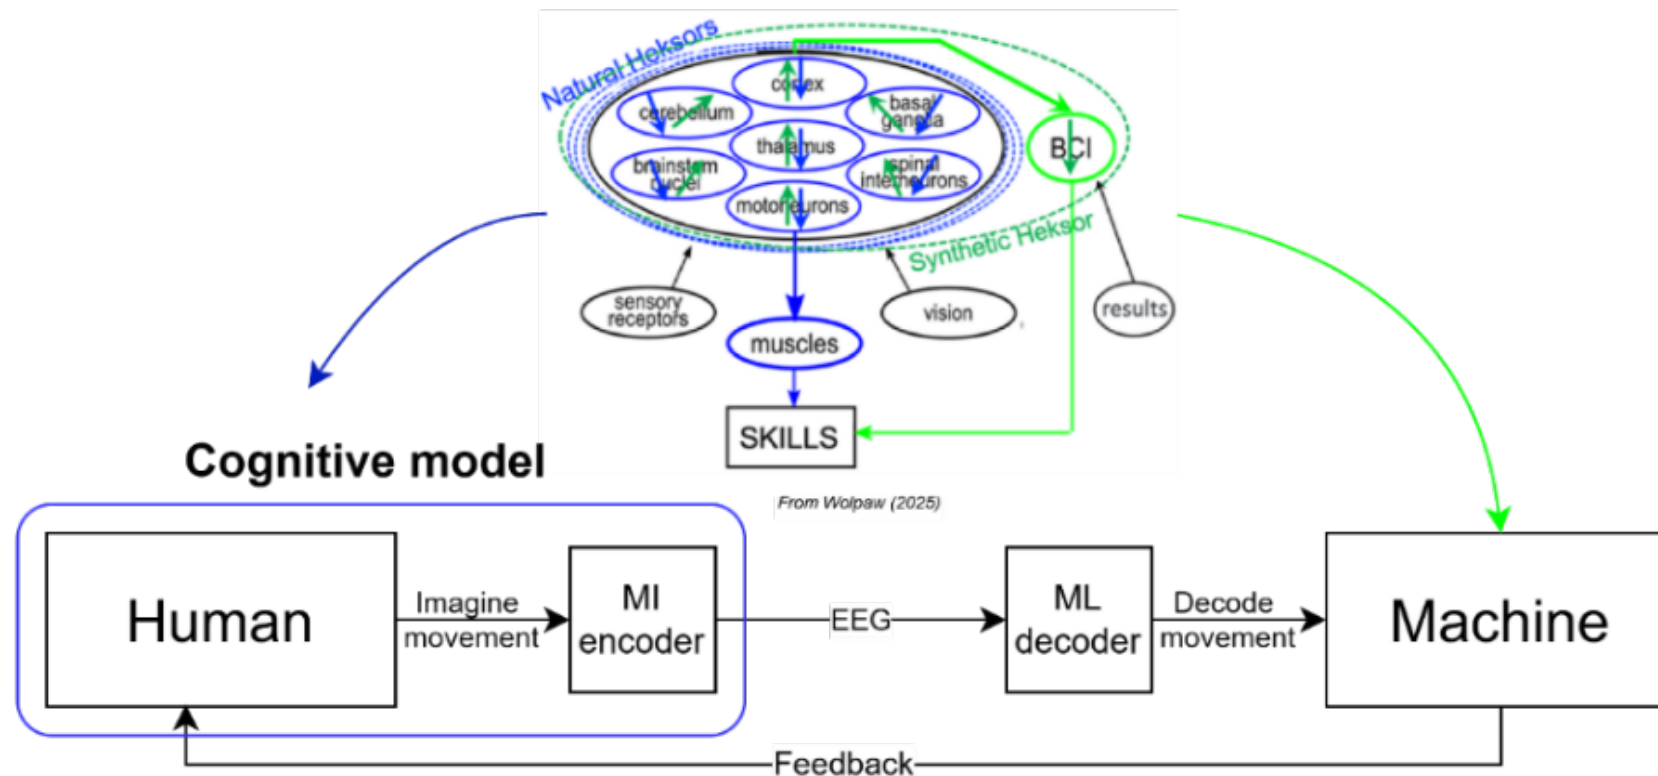 Natural Heksors
cortex
cerebellum
basal
ganglia
thalamus
BCI
brainstem
nuclei
spinal
interneurons
motoneurons
Synthetic Heksor
sensory
receptors
vision
results
muscles
SKILLS
Cognitive model
From Wolpaw (2025)
Human
Imagine
movement
MI
encoder
EEG
ML
decoder
Decode
movement
Machine
Feedback